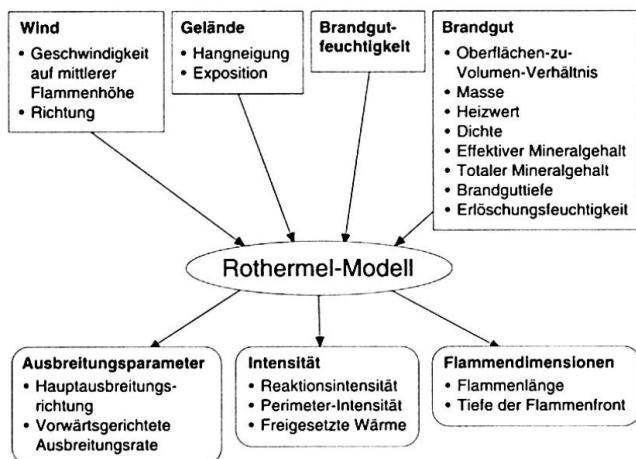 Wind
• Geschwindigkeit
auf mittlerer
Flammenhöhe
• Richtung
Gelände
• Hangneigung
• Exposition
Brandgut-
feuchtigkeit
Brandgut
• Oberflächen-zu-
Volumen-Verhältnis
• Masse
• Heizwert
• Dichte
• Effektiver Mineralgehalt
• Totaler Mineralgehalt
• Brandguttiefe
• Erlöschungsfeuchtigkeit
Rothermel-Modell
Ausbreitungsparameter
• Hauptausbreitungs-
richtung
• Vorwärtsgerichtete
Ausbreitungsrate
Intensität
• Reaktionsintensität
• Perimeter-Intensität
• Freigesetzte Wärme
Flammendimensionen
• Flammenlänge
• Tiefe der Flammenfront